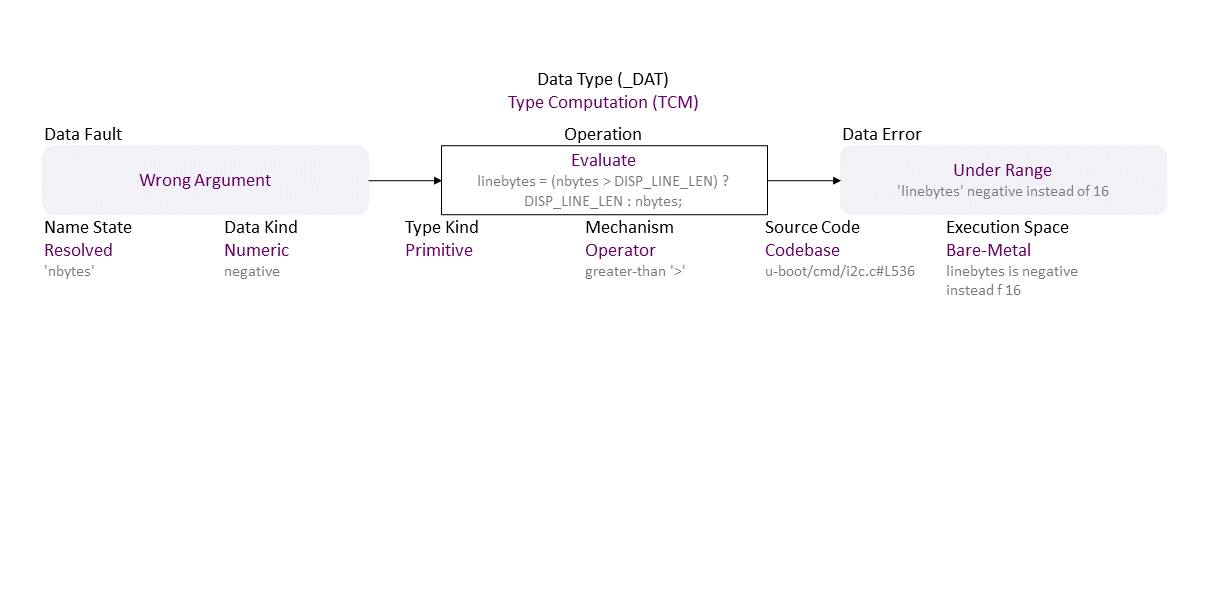 Data Type (_DAT)
Type Computation (TCM)
Data Fault
Operation
Data Error
Wrong Argument
Evaluate
linebytes = (nbytes > DISP_LINE_LEN) ?
DISP_LINE_LEN : nbytes;
Under Range
'linebytes' negative instead of 16
Name State
Resolved
'nbytes'
Data Kind
Numeric
negative
Type Kind
Primitive
Mechanism
Operator
greater-than '>'
Source Code
Codebase
u-boot/cmd/i2c.c#L536
Execution Space
Bare-Metal
linebytes is negative
instead f 16